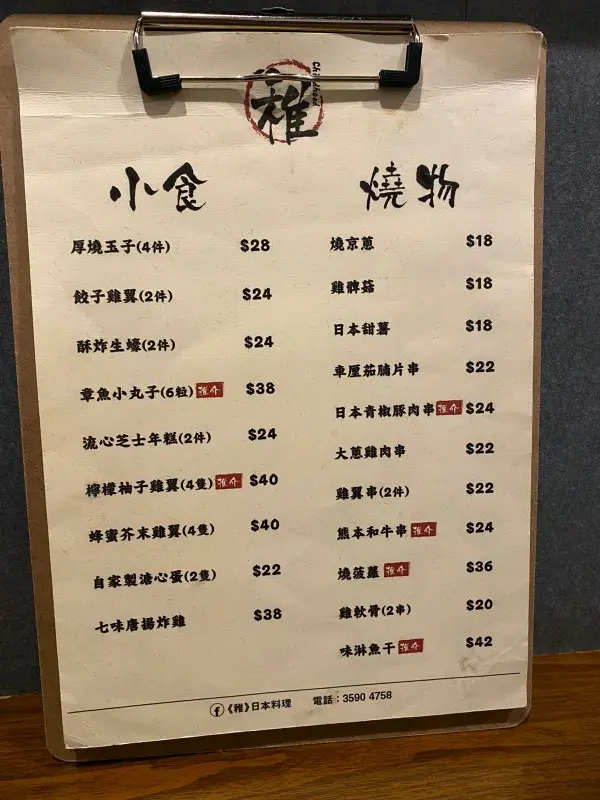 雅
小食
厚燒玉子(4件) $28
餃子雞翼(2件) $24
酥炸生蠔(2件) $24
章魚小丸子(6粒) 推介 $38
流心芝士年糕(2件) $24
檸檬柚子雞翼(4隻) 推介 $40
蜂蜜芥末雞翼(4隻) $40
自家製溏心蛋(2隻) $22
七味唐揚炸雞 $38
燒物
燒京蔥 $18
雞髀菇 $18
日本甜薯 $18
車厘茄腩片串 $22
日本青椒豚肉串 推介 $24
大蔥雞肉串 $22
雞翼串(2件) $22
熊本和牛串 推介 $24
燒菠蘿 推介 $36
雞軟骨(2串) $20
味淋魚干 推介 $42
《雅》日本料理 電話：3590 4758